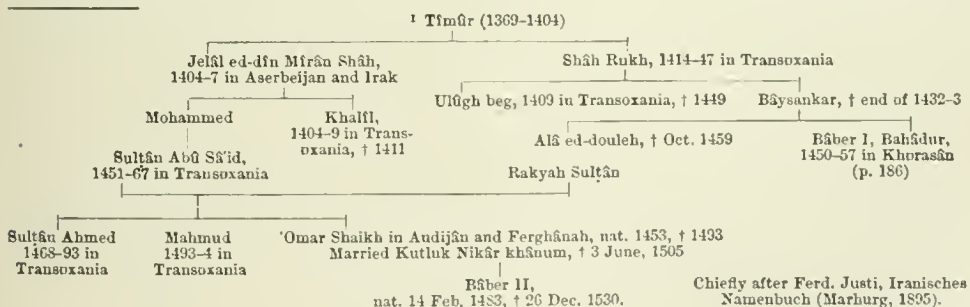 ¹ Tîmûr (1369–1404)
Jelâl ed-dîn Mîrân Shâh,
1404–7 in Aserbeijan and Irak
Shâh Rukh, 1414–47 in Transoxania
Mohammed
Khalîl,
1404–9 in Trans-
oxania, † 1411
Ulûgh beg, 1409 in Transoxania, † 1449
Bâysankar, † end of 1432–3
Sultân Abû Sâ'id,
1451–67 in Transoxania
Alâ ed-douleh, † Oct. 1459
Bâber I, Bahâdur,
1450–57 in Khorasân
(p. 186)
Rakyah Sulṭân
Sulṭân Ahmed
1468–93 in
Transoxania
Mahmud
1493–4 in
Transoxania
'Omar Shaikh in Audijân and Ferghânah, nat. 1453, † 1493
Married Kutluk Nikâr khânum, † 3 June, 1505
Bâber II,
nat. 14 Feb. 1483, † 26 Dec. 1530.
Chiefly after Ferd. Justi, Iranisches
Namenbuch (Marburg, 1895).